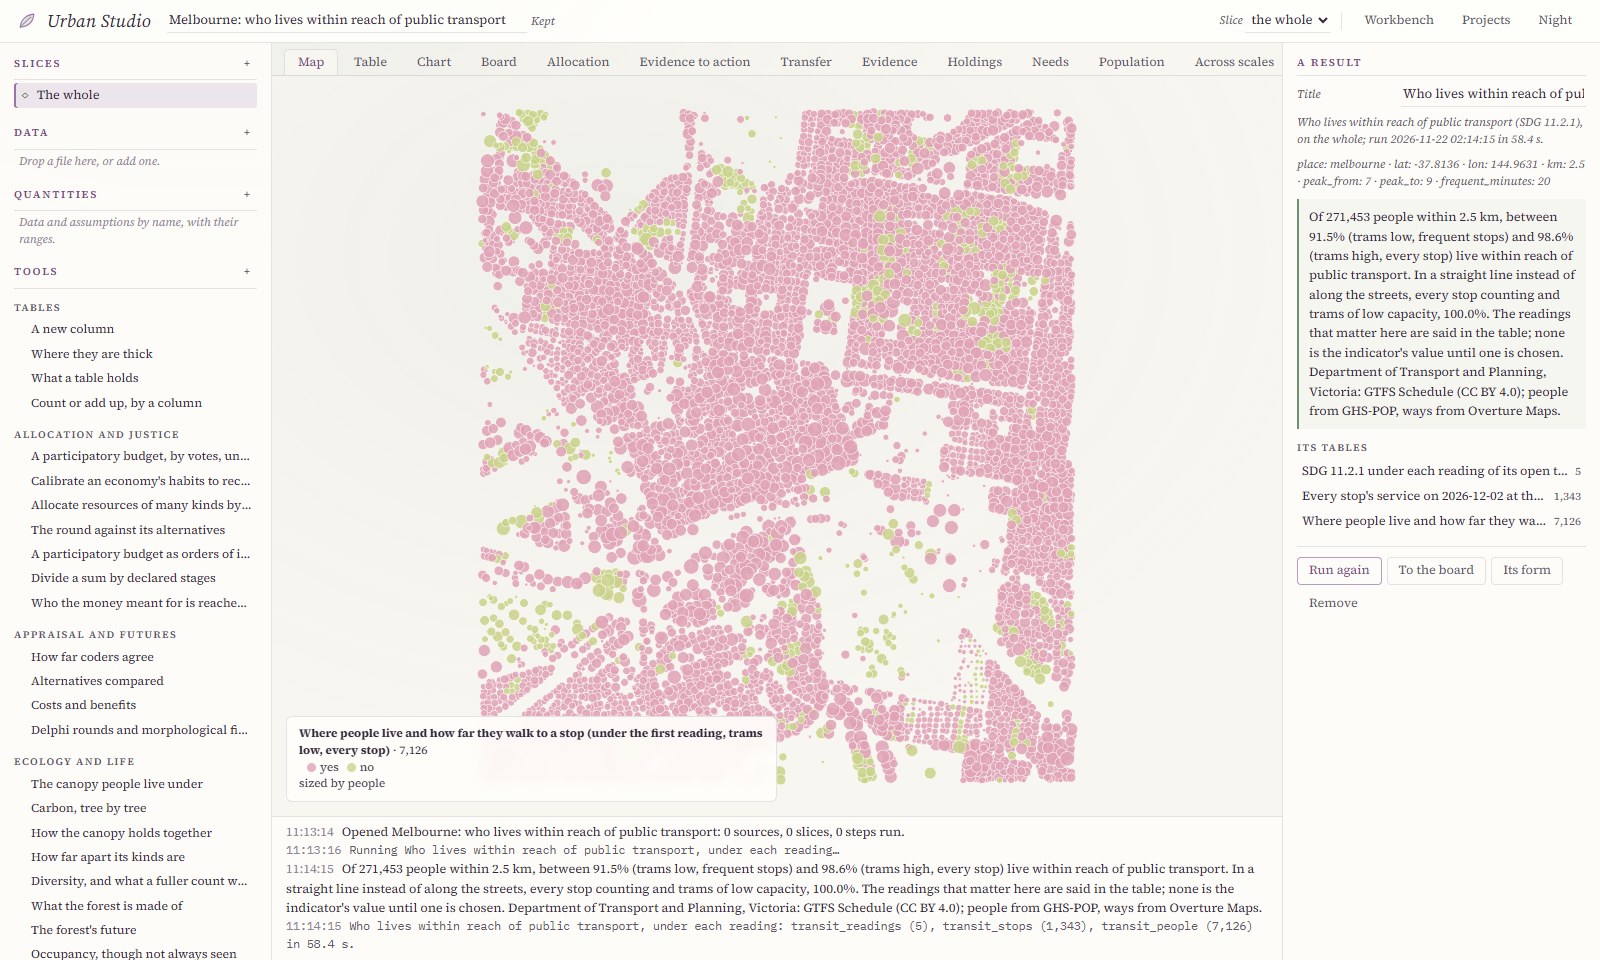 Urban Studio
Melbourne: who lives within reach of public transport
Kept
Slice the whole
Workbench
Projects
Night
SLICES +
The whole
DATA +
Drop a file here, or add one.
QUANTITIES +
Data and assumptions by name, with their
ranges.
TOOLS +
TABLES
A new column
Where they are thick
What a table holds
Count or add up, by a column
ALLOCATION AND JUSTICE
A participatory budget, by votes, un...
Calibrate an economy's habits to rec...
Allocate resources of many kinds by...
The round against its alternatives
A participatory budget as orders of i...
Divide a sum by declared stages
Who the money meant for is reache...
APPRAISAL AND FUTURES
How far coders agree
Alternatives compared
Costs and benefits
Delphi rounds and morphological fi...
ECOLOGY AND LIFE
The canopy people live under
Carbon, tree by tree
How the canopy holds together
How far apart its kinds are
Diversity, and what a fuller count w...
What the forest is made of
The forest's future
Occupancy, though not always seen
Map
Table
Chart
Board
Allocation
Evidence to action
Transfer
Evidence
Holdings
Needs
Population
Across scales
Where people live and how far they walk to a stop (under the first reading, trams
low, every stop) · 7,126
yes no
sized by people
11:13:14 Opened Melbourne: who lives within reach of public transport: 0 sources, 0 slices, 0 steps run.
11:13:16 Running Who lives within reach of public transport, under each reading…
11:14:15 Of 271,453 people within 2.5 km, between 91.5% (trams low, frequent stops) and 98.6% (trams high, every stop) live within reach of public transport. In a
straight line instead of along the streets, every stop counting and trams of low capacity, 100.0%. The readings that matter here are said in the table; none is the
indicator's value until one is chosen. Department of Transport and Planning, Victoria: GTFS Schedule (CC BY 4.0); people from GHS-POP, ways from Overture Maps.
11:14:15 Who lives within reach of public transport, under each reading: transit_readings (5), transit_stops (1,343), transit_people (7,126)
in 58.4 s.
A RESULT
Title Who lives within reach of pul
Who lives within reach of public transport (SDG 11.2.1),
on the whole; run 2026-11-22 02:14:15 in 58.4 s.
place: melbourne · lat: -37.8136 · lon: 144.9631 · km: 2.5
· peak_from: 7 · peak_to: 9 · frequent_minutes: 20
Of 271,453 people within 2.5 km, between
91.5% (trams low, frequent stops) and 98.6%
(trams high, every stop) live within reach of
public transport. In a straight line instead of
along the streets, every stop counting and
trams of low capacity, 100.0%. The readings
that matter here are said in the table; none
is the indicator's value until one is chosen.
Department of Transport and Planning,
Victoria: GTFS Schedule (CC BY 4.0); people
from GHS-POP, ways from Overture Maps.
ITS TABLES
SDG 11.2.1 under each reading of its open t... 5
Every stop's service on 2026-12-02 at th... 1,343
Where people live and how far they wa... 7,126
Run again
To the board
Its form
Remove